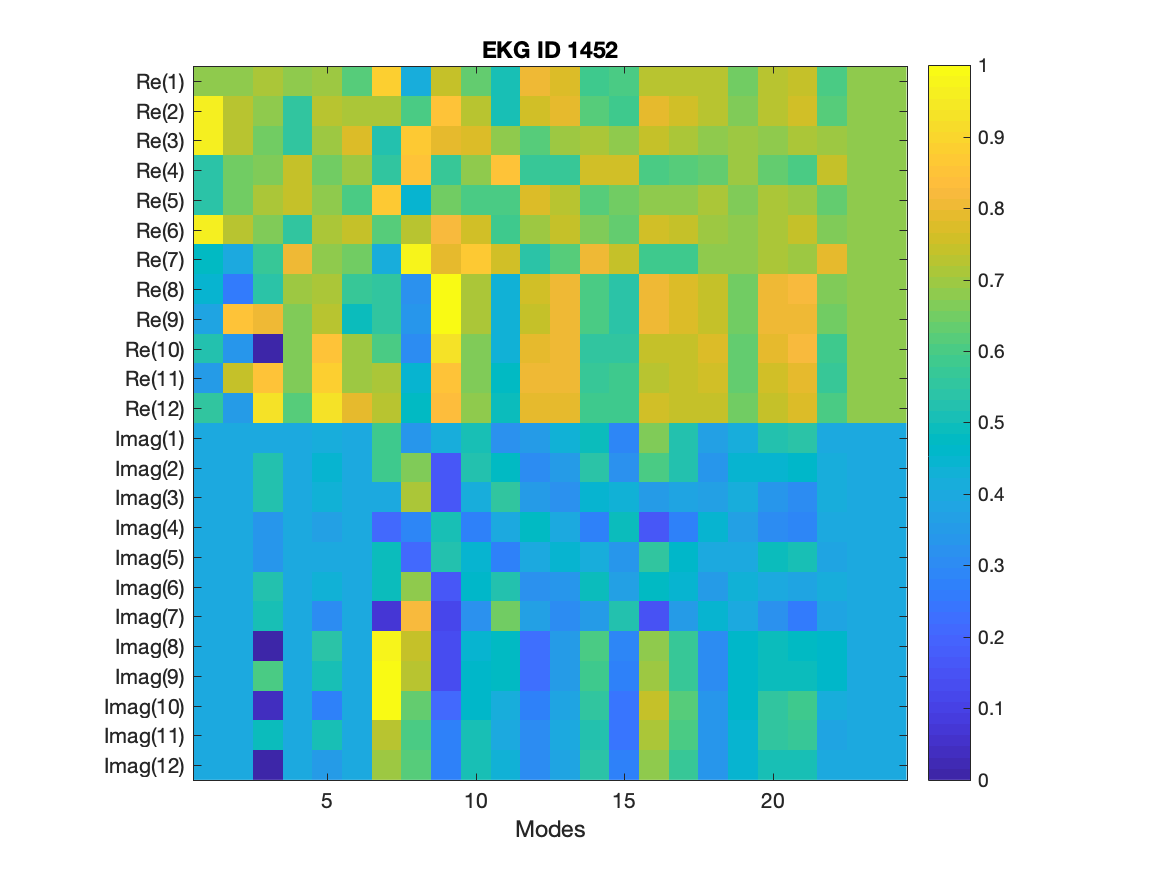 EKG ID 1452
Re(1)
Re(2)
Re(3)
Re(4)
Re(5)
Re(6)
Re(7)
Re(8)
Re(9)
Re(10)
Re(11)
Re(12)
Imag(1)
Imag(2)
Imag(3)
Imag(4)
Imag(5)
Imag(6)
Imag(7)
Imag(8)
Imag(9)
Imag(10)
Imag(11)
Imag(12)
5 10 15 20
Modes
1
0.9
0.8
0.7
0.6
0.5
0.4
0.3
0.2
0.1
0